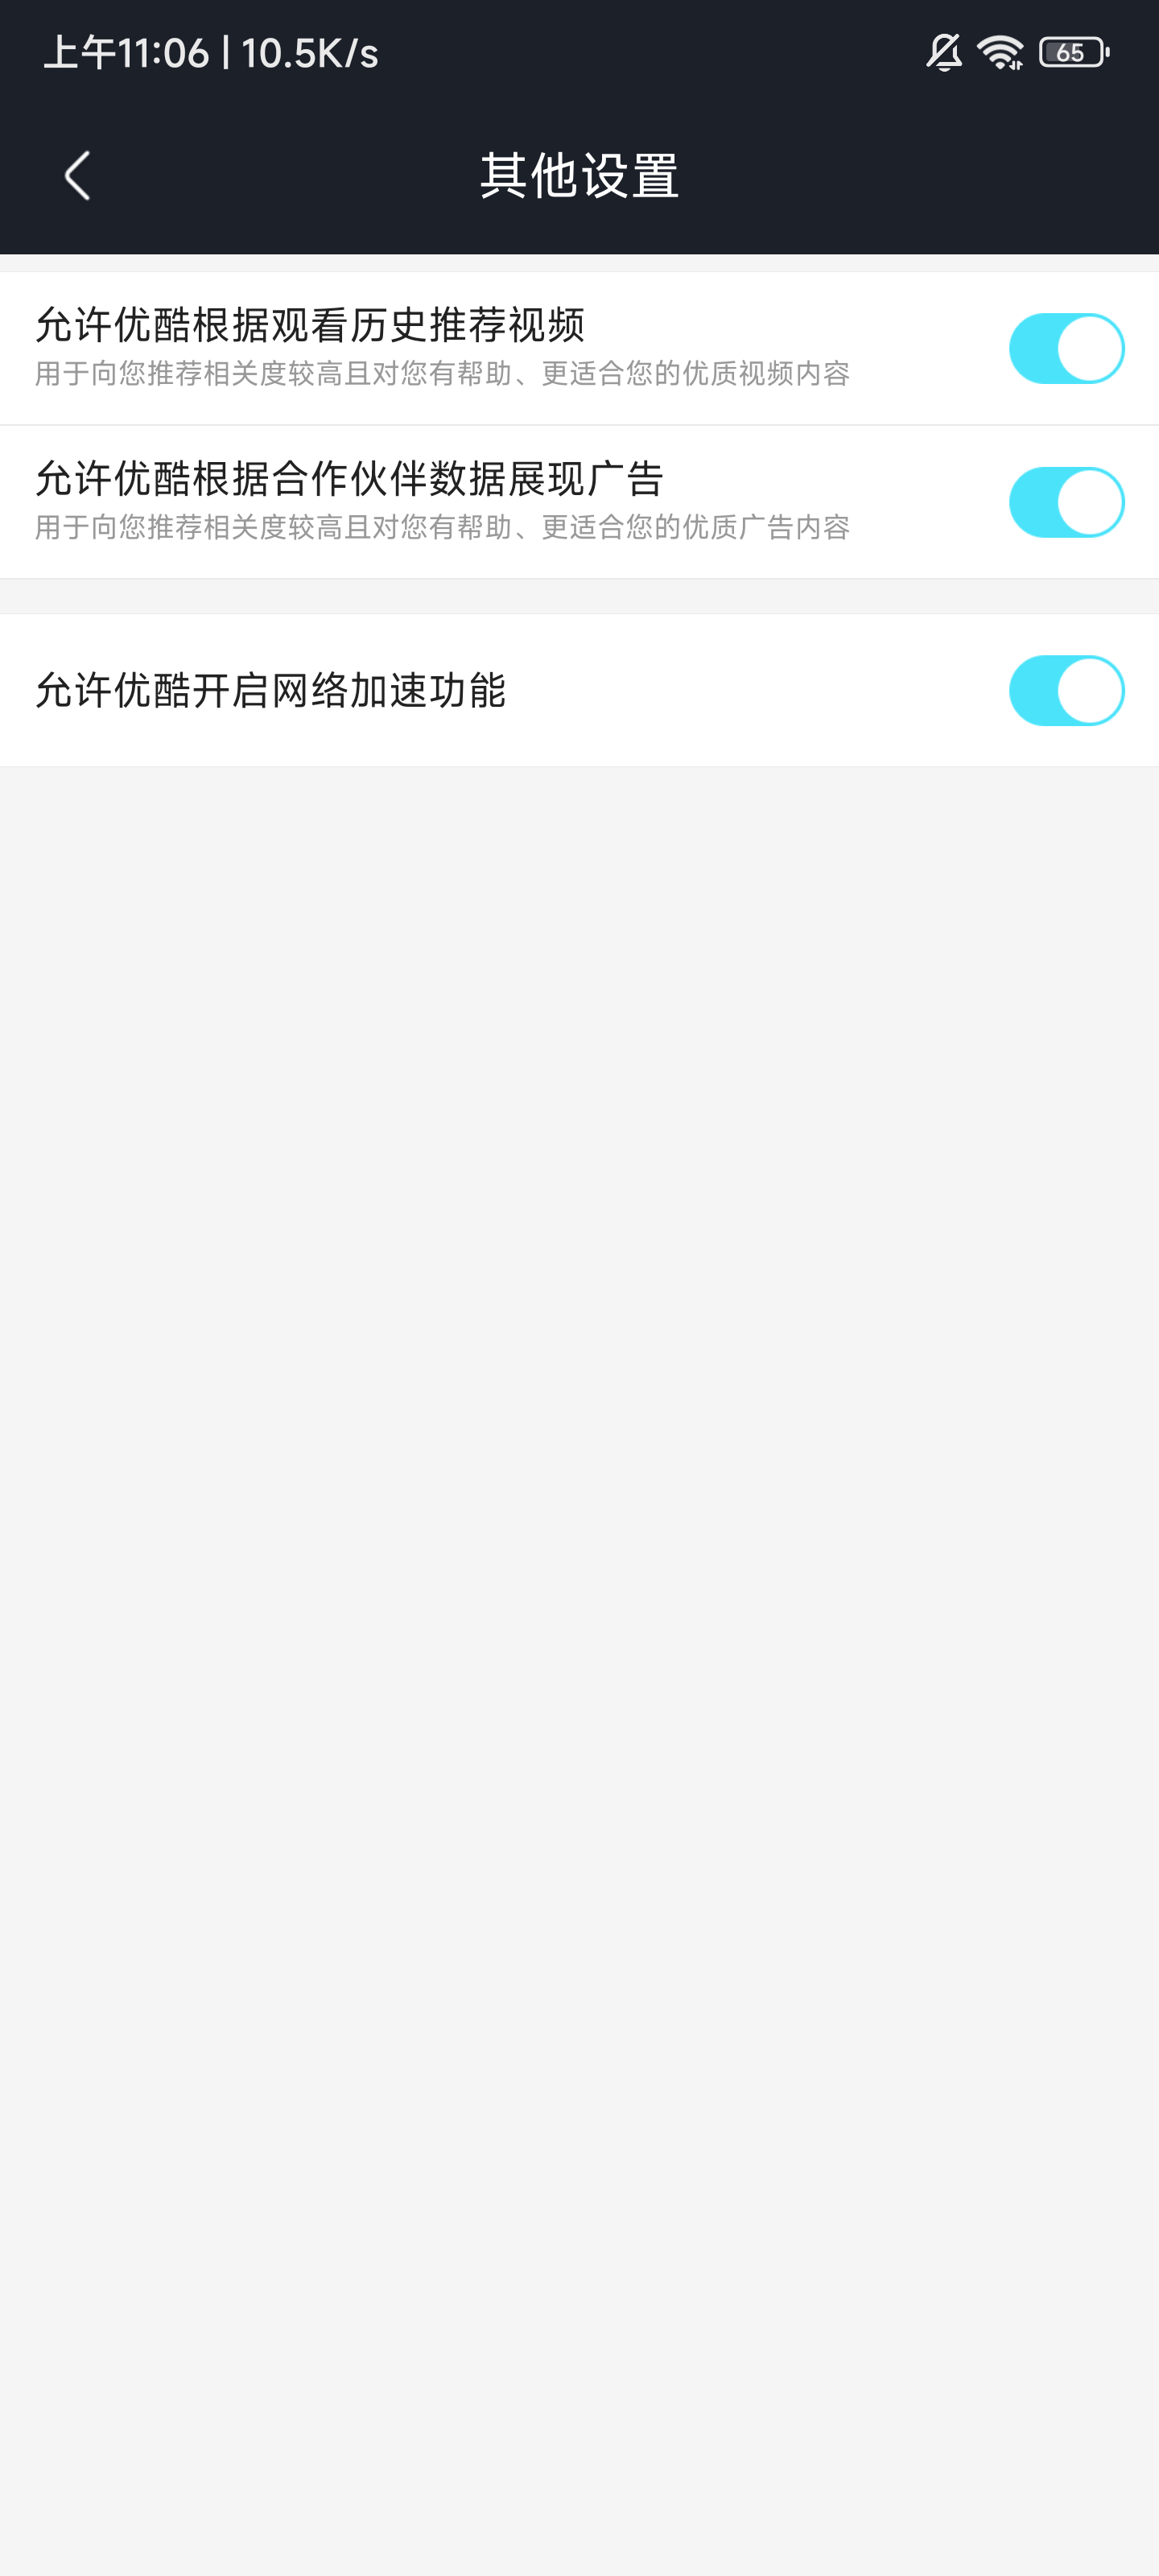 上午11:06 | 10.5K/s
65
其他设置
允许优酷根据观看历史推荐视频
用于向您推荐相关度较高且对您有帮助、更适合您的优质视频内容
允许优酷根据合作伙伴数据展现广告
用于向您推荐相关度较高且对您有帮助、更适合您的优质广告内容
允许优酷开启网络加速功能